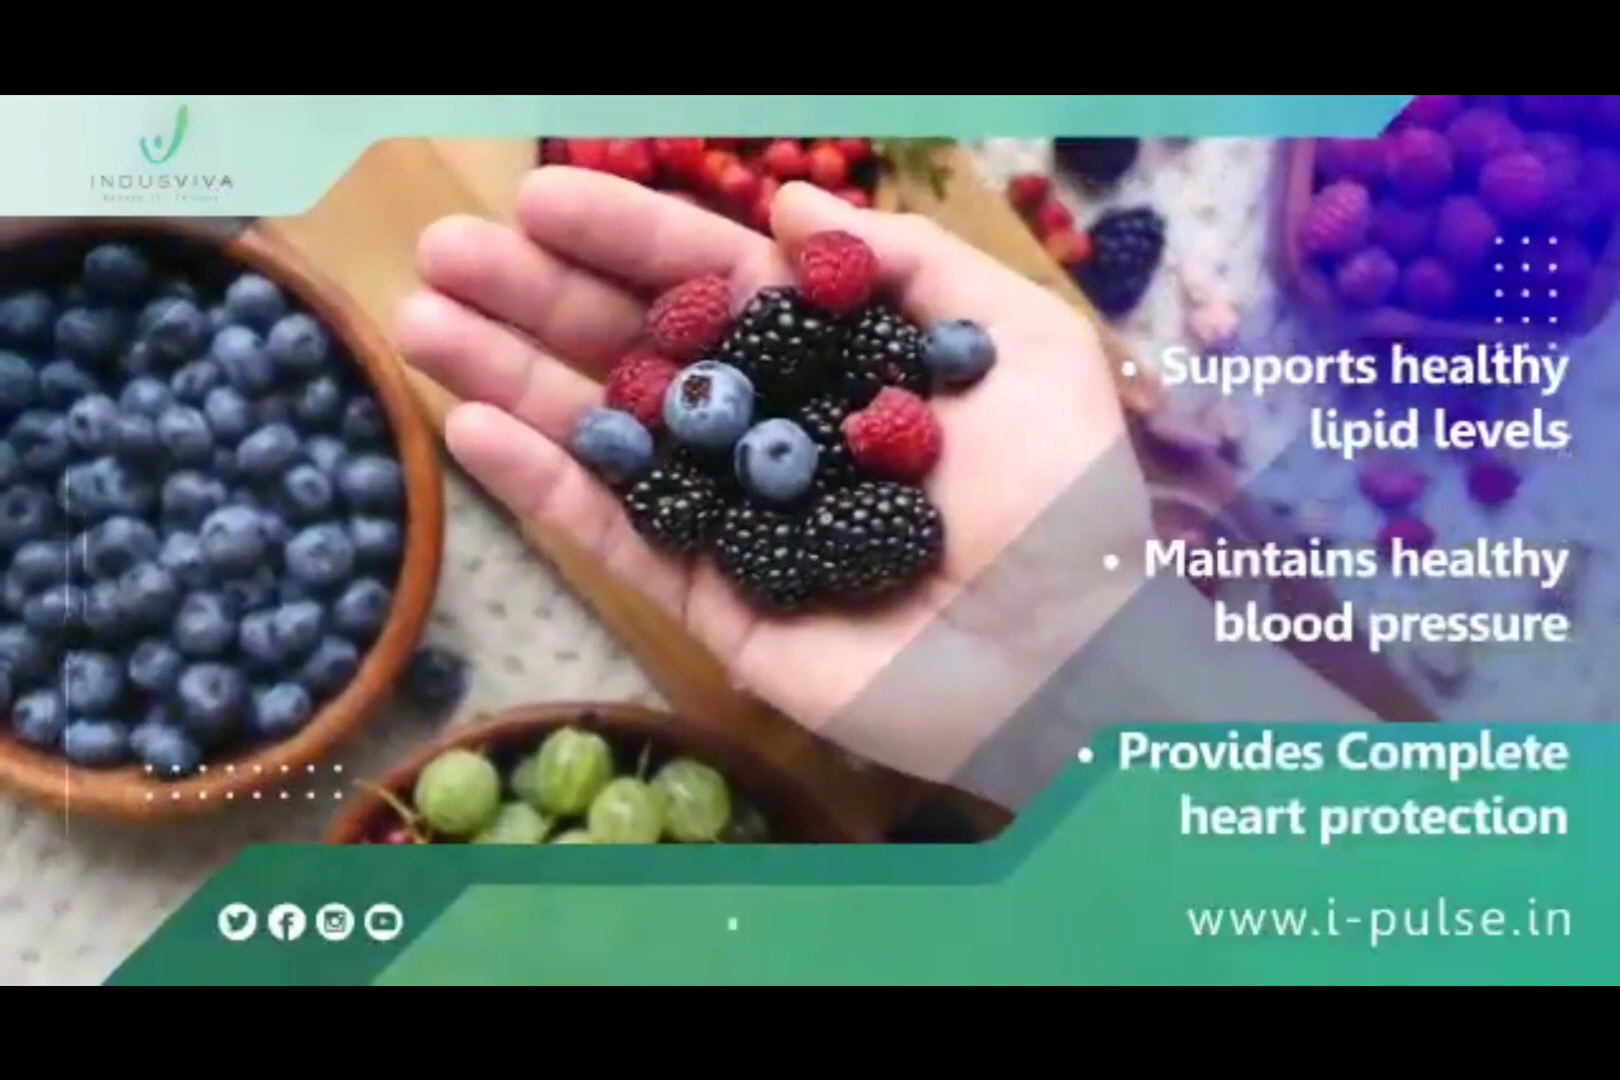 INDUSVIVA
• Supports healthy
lipid levels
• Maintains healthy
blood pressure
• Provides Complete
heart protection
www.i-pulse.in